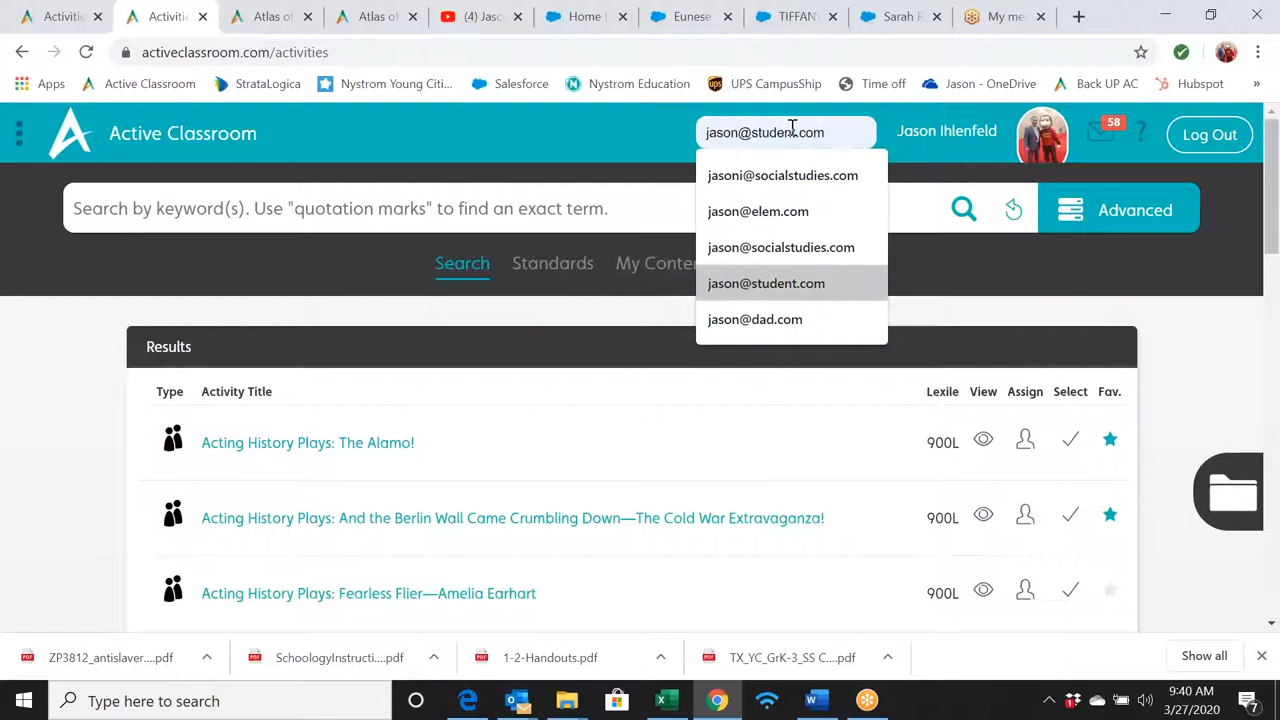 Activitie
Activitie
Atlas of
Atlas of
(4) Jaso
Home |
Eunese
TIFFAN
Sarah R
My me
activeclassroom.com/activities
Apps
Active Classroom
StrataLogica
Nystrom Young Citi...
Salesforce
Nystrom Education
UPS CampusShip
Time off
Jason - OneDrive
Back UP AC
Hubspot
»
Active Classroom
jason@student.com
Jason Ihlenfeld
58
?
Log Out
jasoni@socialstudies.com
jason@elem.com
jason@socialstudies.com
jason@student.com
jason@dad.com
Search by keyword(s). Use "quotation marks" to find an exact term.
Advanced
Search
Standards
My Conte
Results
Type Activity Title Lexile View Assign Select Fav.
Acting History Plays: The Alamo! 900L
Acting History Plays: And the Berlin Wall Came Crumbling Down—The Cold War Extravaganza! 900L
Acting History Plays: Fearless Flier—Amelia Earhart 900L
ZP3812_antislaver....pdf
SchoologyInstructi....pdf
1-2-Handouts.pdf
TX_YC_GrK-3_SS C....pdf
Show all
Type here to search
9:40 AM
3/27/2020
7